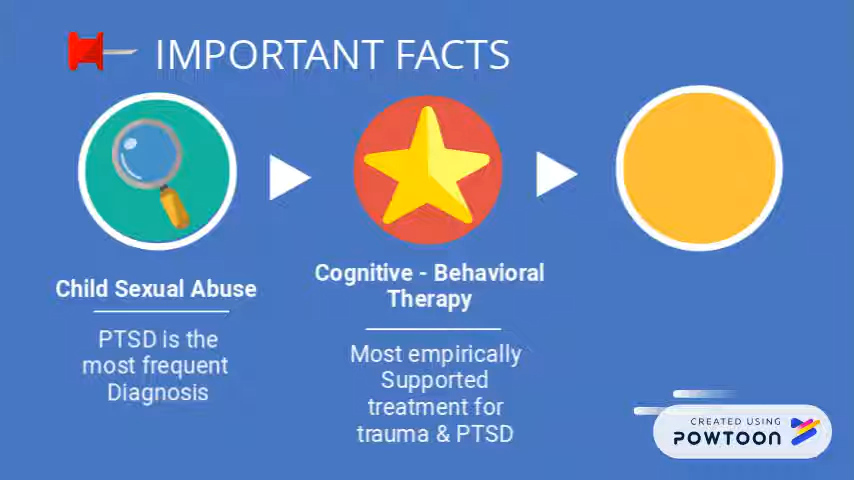 IMPORTANT FACTS
Child Sexual Abuse
PTSD is the
most frequent
Diagnosis
Cognitive - Behavioral
Therapy
Most empirically
Supported
treatment for
trauma & PTSD
CREATED USING
POWTOON